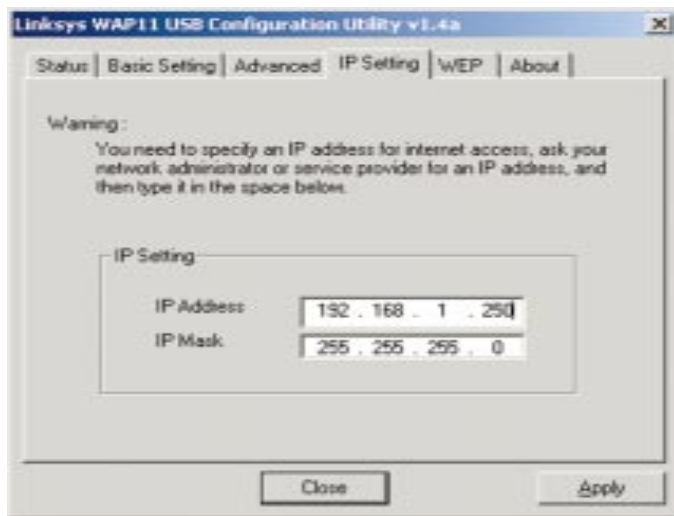 Linksys WAP11 USB Configuration Utility v1.4a
Status Basic Setting Advanced IP Setting WEP About
Warning :
You need to specify an IP address for internet access, ask your
network administrator or service provider for an IP address, and
then type it in the space below.
IP Setting
IP Address 192 . 168 . 1 . 250
IP Mask 255 . 255 . 255 . 0
Close Apply